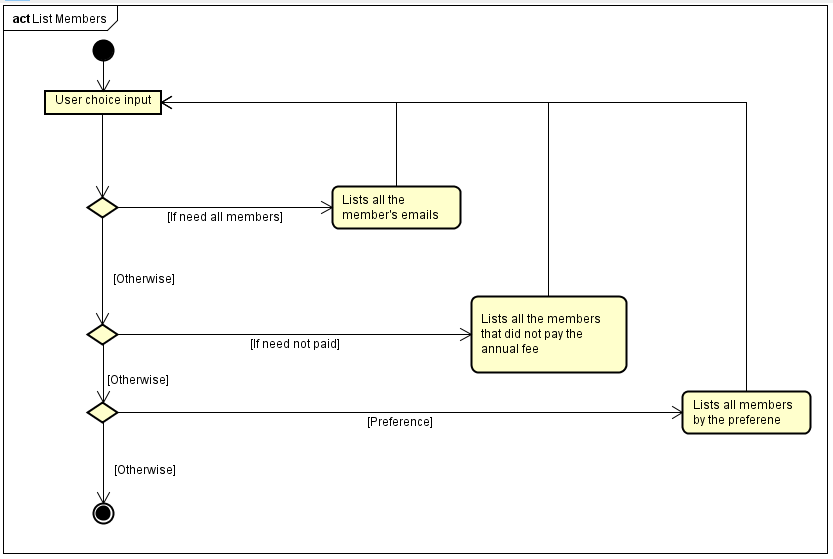 act List Members
User choice input
Lists all the
member's emails
[If need all members]
[Otherwise]
Lists all the members
that did not pay the
annual fee
[If need not paid]
[Otherwise]
Lists all members
by the preferene
[Preference]
[Otherwise]